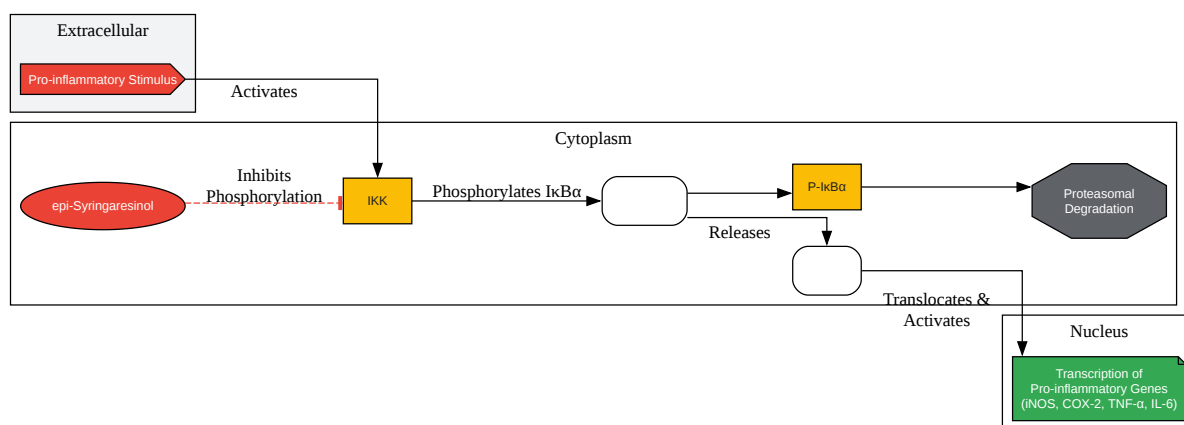 Extracellular
Pro-inflammatory Stimulus
Activates
Cytoplasm
Inhibits
Phosphorylation
epi-Syringaresinol
IKK
Phosphorylates IκBα
P-IκBα
Proteasomal
Degradation
Releases
Translocates &
Activates
Nucleus
Transcription of
Pro-inflammatory Genes
(iNOS, COX-2, TNF-α, IL-6)